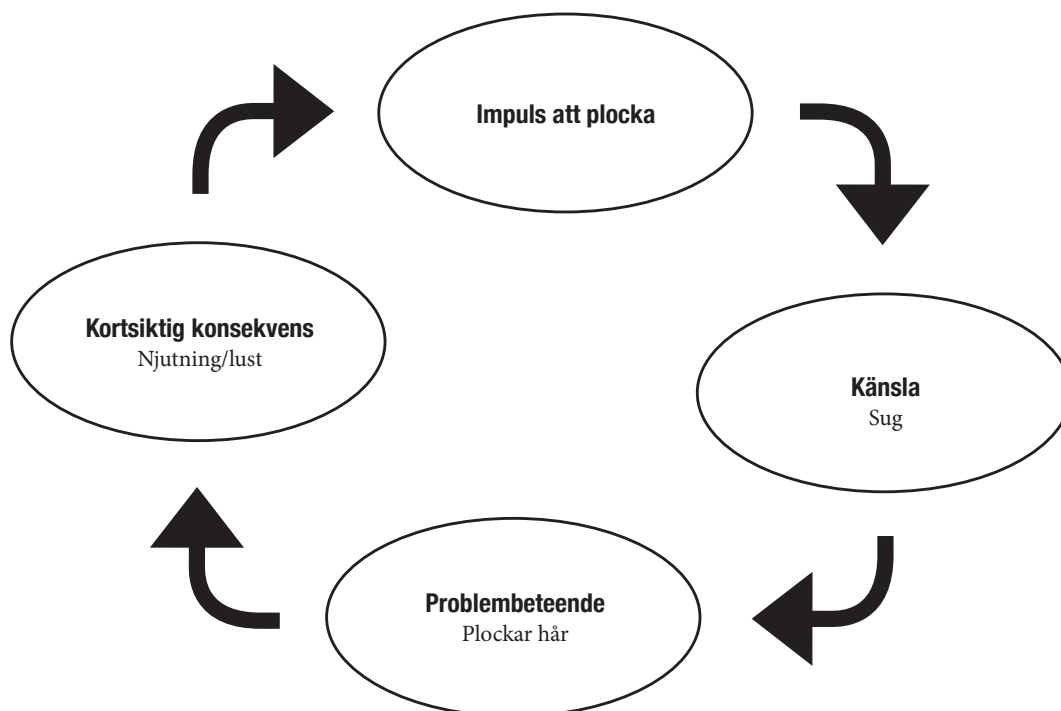 Impuls att plocka
Känsla
Sug
Problembeteende
Plockar hår
Kortsiktig konsekvens
Njutning/lust